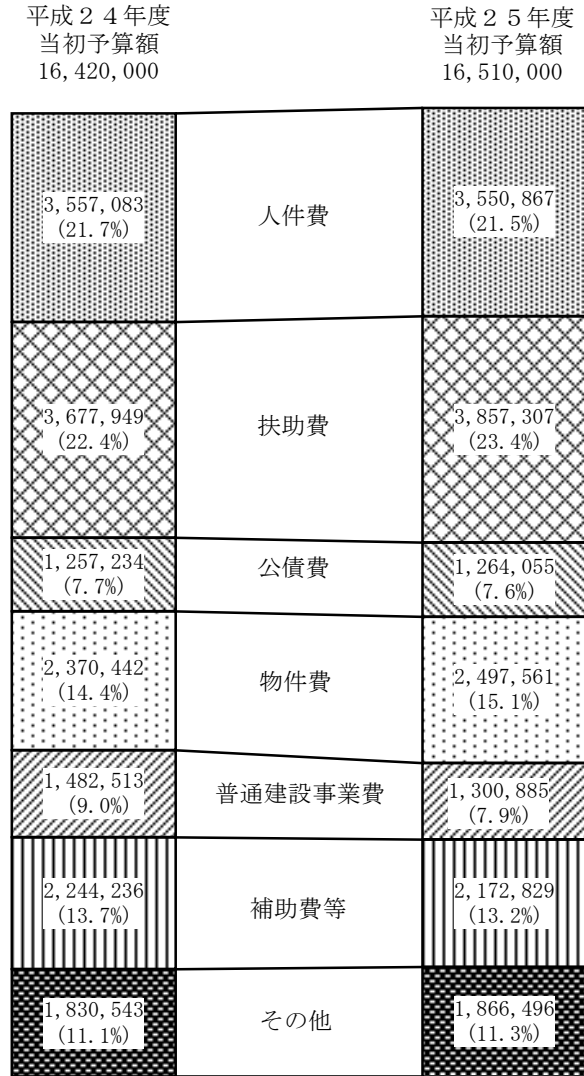 平成２４年度
当初予算額
16,420,000
平成２５年度
当初予算額
16,510,000
3,557,083
(21.7%)
人件費
3,550,867
(21.5%)
3,677,949
(22.4%)
扶助費
3,857,307
(23.4%)
1,257,234
(7.7%)
公債費
1,264,055
(7.6%)
2,370,442
(14.4%)
物件費
2,497,561
(15.1%)
1,482,513
(9.0%)
普通建設事業費
1,300,885
(7.9%)
2,244,236
(13.7%)
補助費等
2,172,829
(13.2%)
1,830,543
(11.1%)
その他
1,866,496
(11.3%)